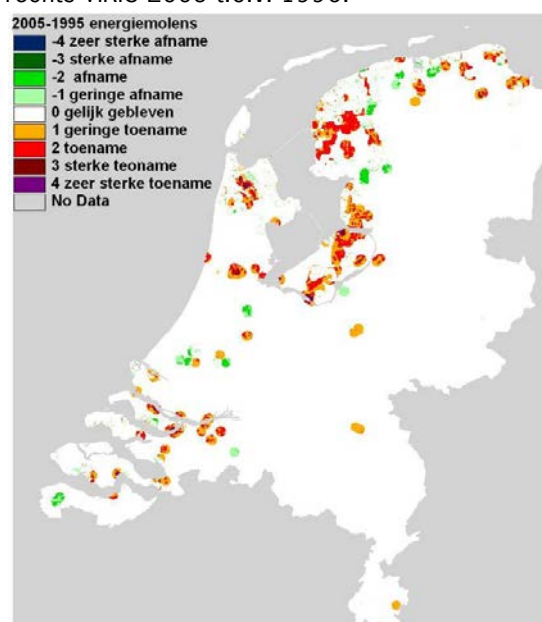 2005-1995 energiemolens
-4 zeer sterke afname
-3 sterke afname
-2 afname
-1 geringe afname
0 gelijk gebleven
1 geringe toename
2 toename
3 sterke teoname
4 zeer sterke toename
No Data